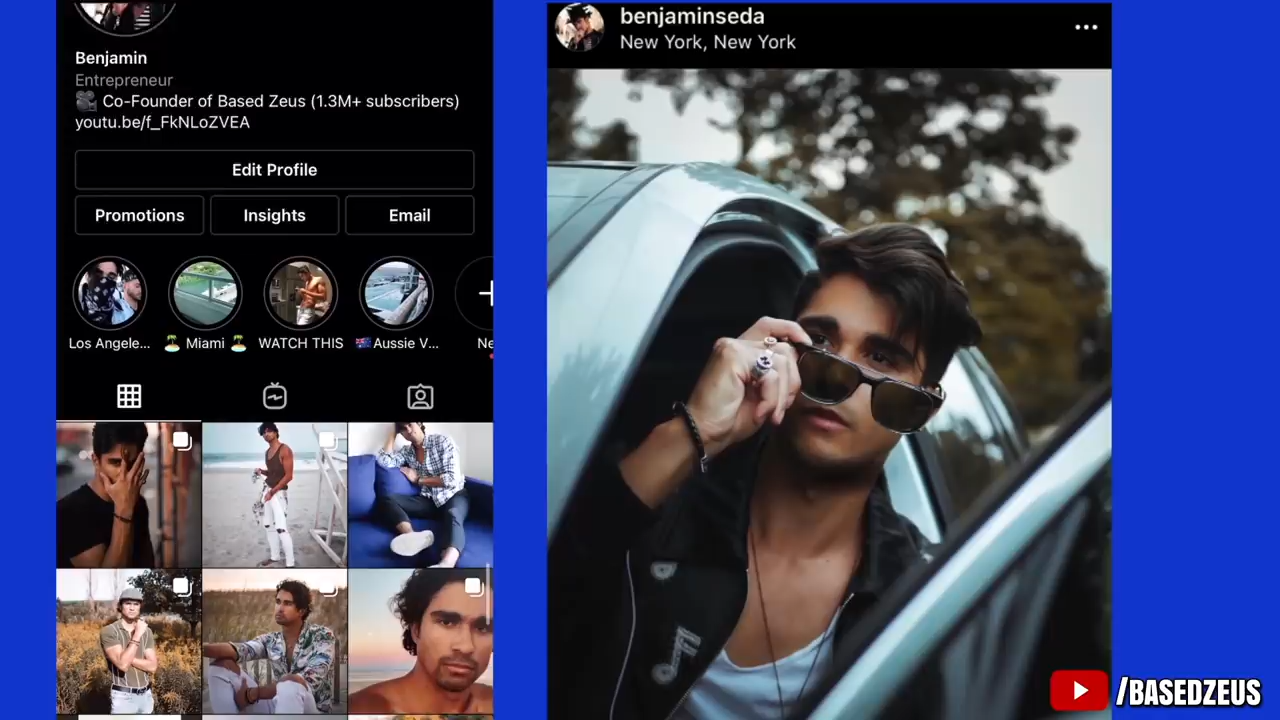 Benjamin
Entrepreneur
🎥 Co-Founder of Based Zeus (1.3M+ subscribers)
youtu.be/f_FkNLoZVEA
Edit Profile
Promotions
Insights
Email
Los Angele...
🏝️ Miami 🏝️
WATCH THIS
🇦🇺Aussie V...
Ne
benjaminseda
New York, New York
/BASEDZEUS